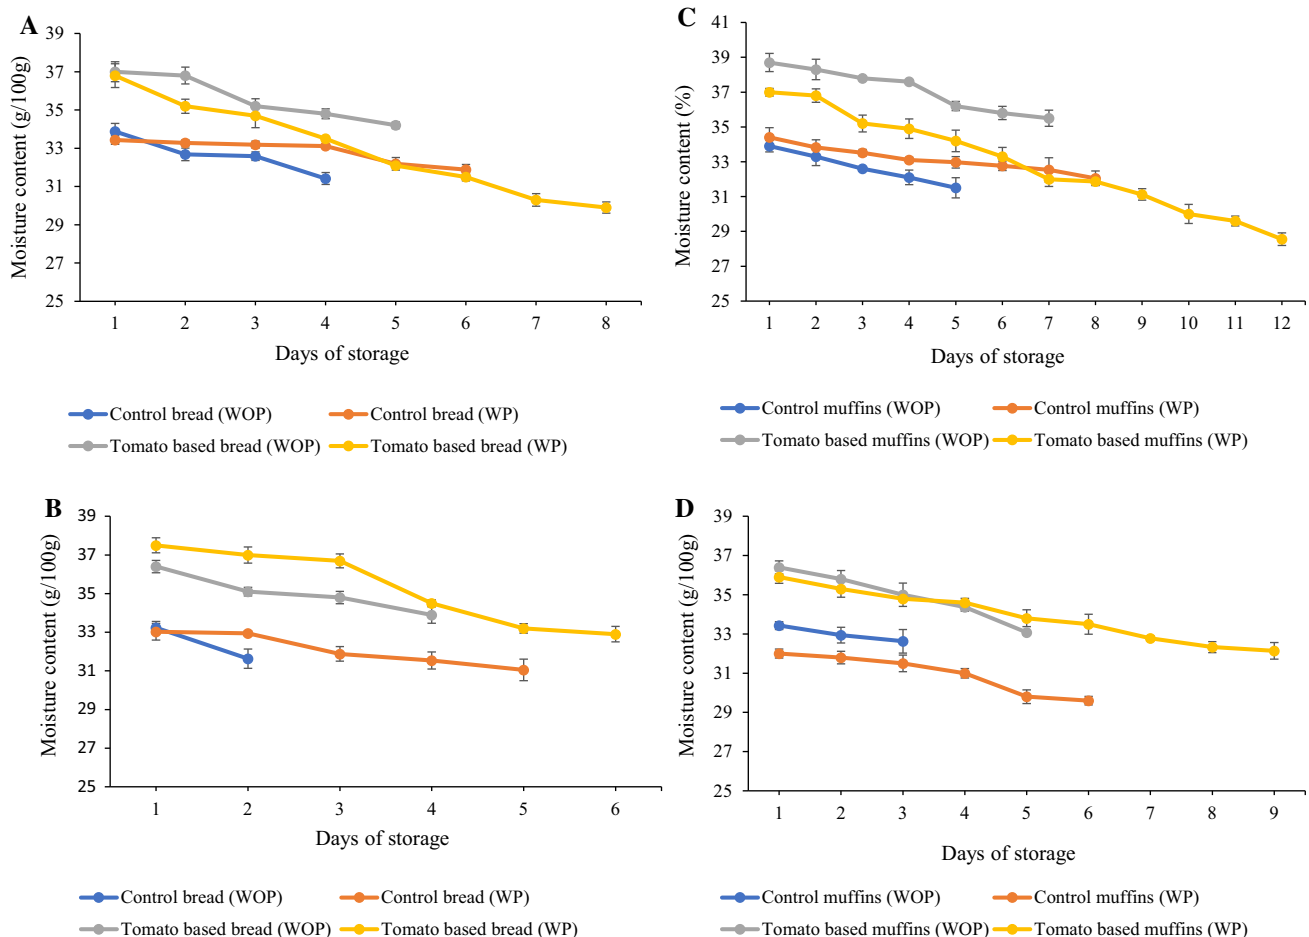 A
39
37
35
33
31
29
27
25
Moisture content (g/100g)
1 2 3 4 5 6 7 8
Days of storage
Control bread (WOP) Control bread (WP)
Tomato based bread (WOP) Tomato based bread (WP)
C
41
39
37
35
33
31
29
27
25
Moisture content (%)
1 2 3 4 5 6 7 8 9 10 11 12
Days of storage
Control muffins (WOP) Control muffins (WP)
Tomato based muffins (WOP) Tomato based muffins (WP)
B
39
37
35
33
31
29
27
25
Moisture content (g/100g)
1 2 3 4 5 6
Days of storage
Control bread (WOP) Control bread (WP)
Tomato based bread (WOP) Tomato based bread (WP)
D
39
37
35
33
31
29
27
25
Moisture content (g/100g)
1 2 3 4 5 6 7 8 9
Days of storage
Control muffins (WOP) Control muffins (WP)
Tomato based muffins (WOP) Tomato based muffins (WP)